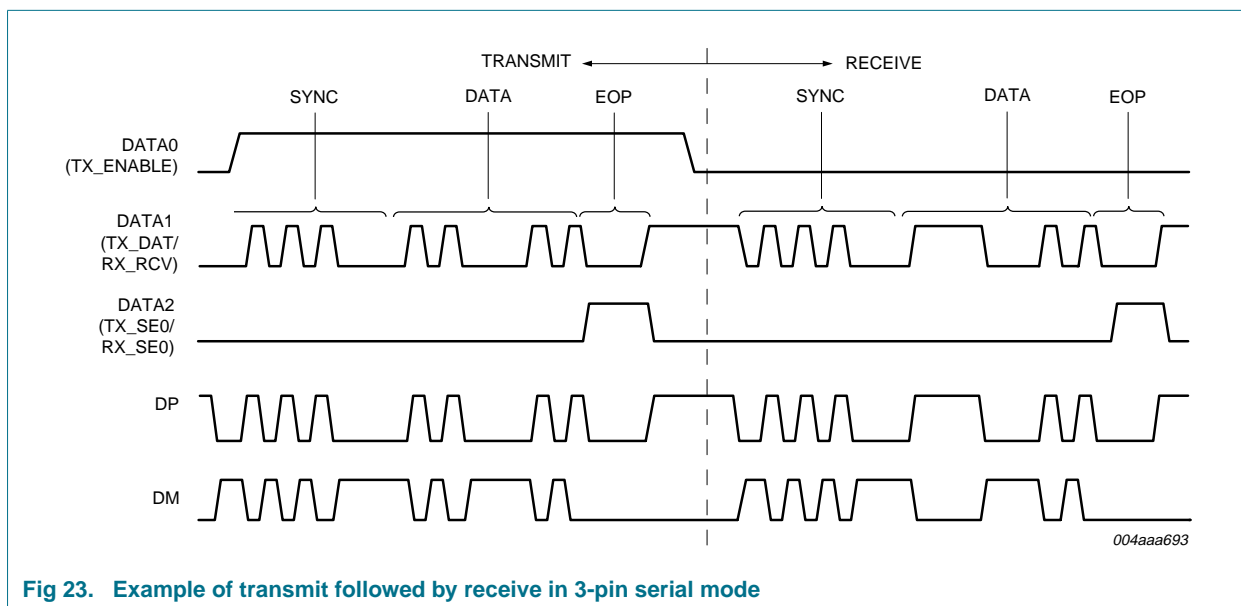 TRANSMIT
RECEIVE
SYNC
DATA
EOP
SYNC
DATA
EOP
DATA0
(TX_ENABLE)
DATA1
(TX_DAT/
RX_RCV)
DATA2
(TX_SE0/
RX_SE0)
DP
DM
004aaa693
Fig 23. Example of transmit followed by receive in 3-pin serial mode